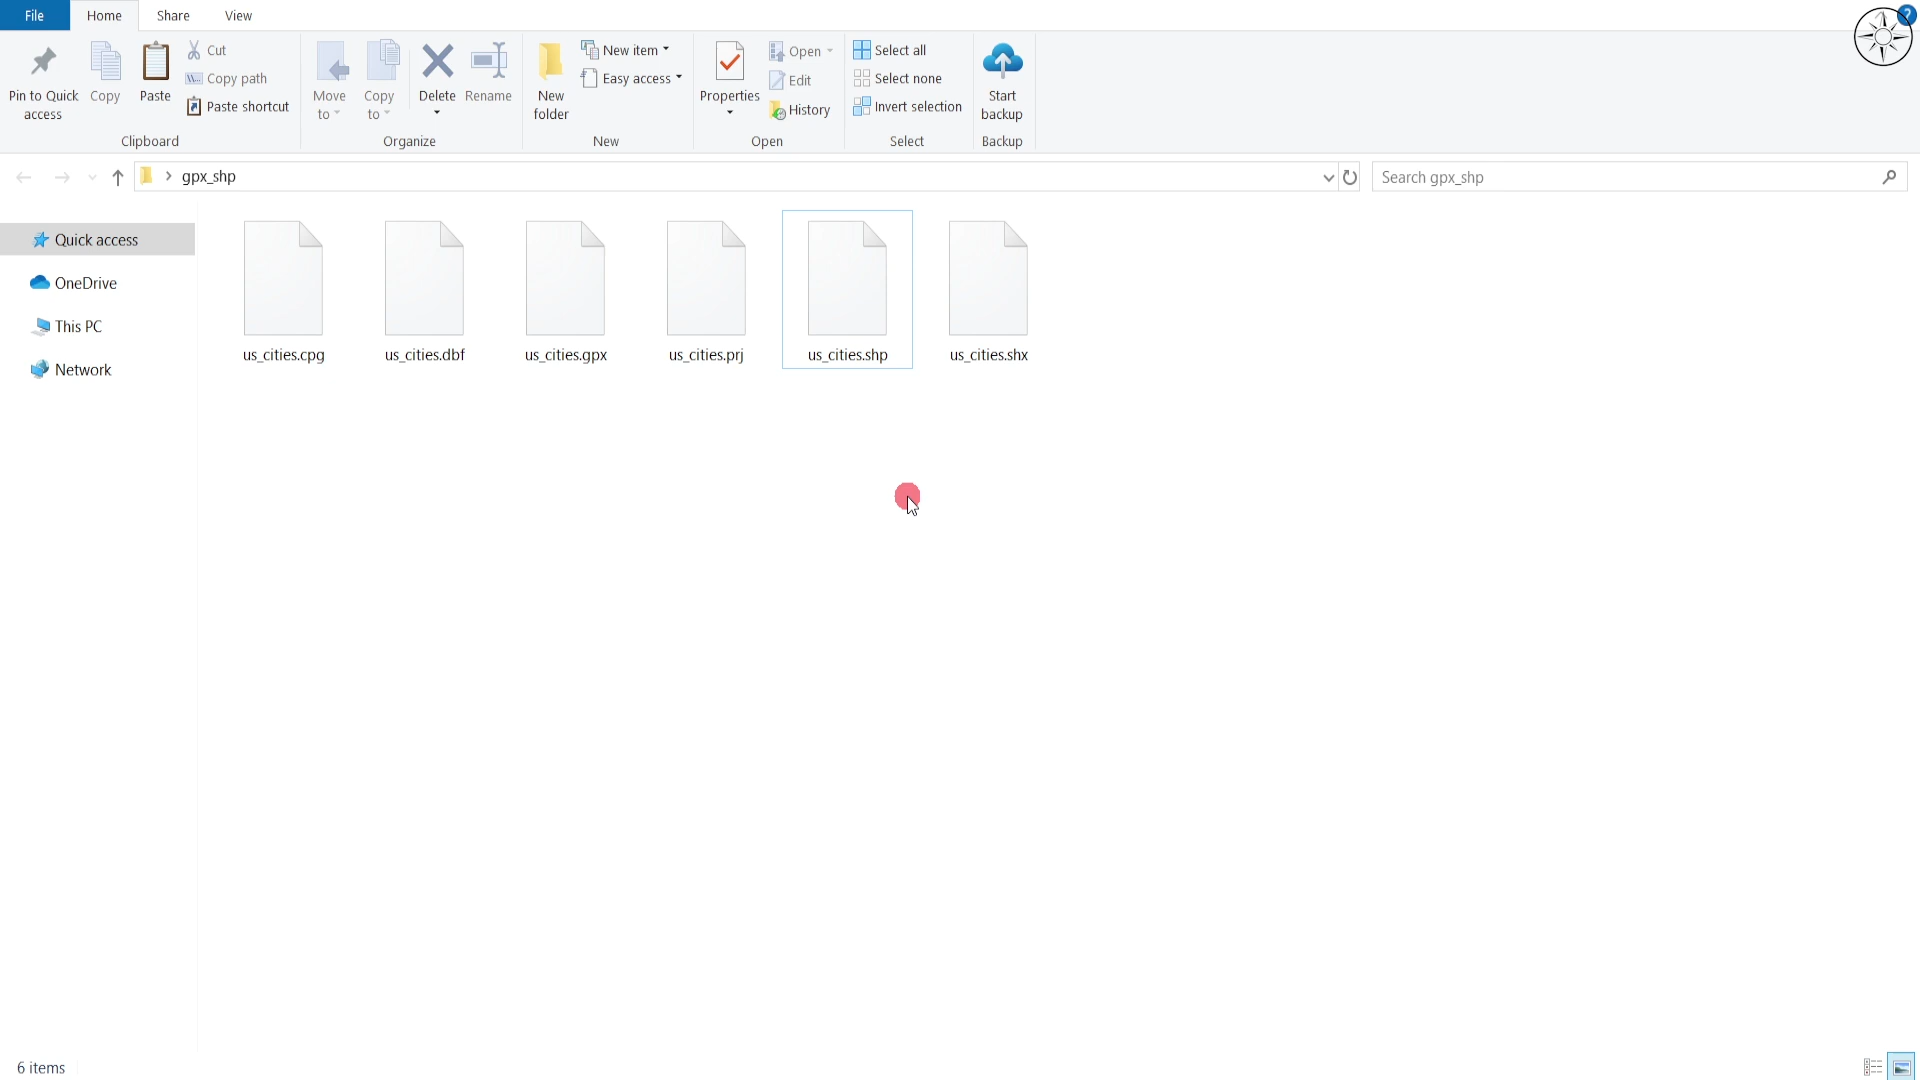 File Home Share View
Pin to Quick access
Copy
Paste
Cut
Copy path
Paste shortcut
Clipboard
Move to
Copy to
Delete
Rename
Organize
New folder
New item
Easy access
New
Properties
Open
Edit
History
Open
Select all
Select none
Invert selection
Select
Start backup
Backup
?
gpx_shp
Search gpx_shp
Quick access
OneDrive
This PC
Network
us_cities.cpg
us_cities.dbf
us_cities.gpx
us_cities.prj
us_cities.shp
us_cities.shx
6 items